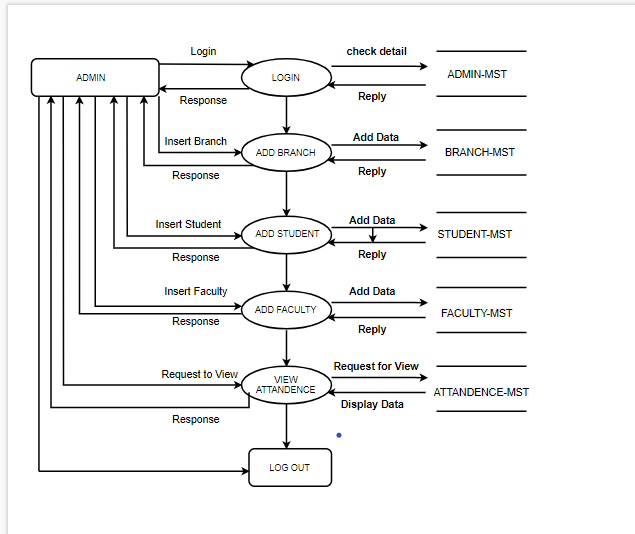 Login
check detail
ADMIN
LOGIN
ADMIN-MST
Response
Reply
Insert Branch
Add Data
ADD BRANCH
BRANCH-MST
Response
Reply
Insert Student
Add Data
ADD STUDENT
STUDENT-MST
Response
Reply
Insert Faculty
Add Data
ADD FACULTY
FACULTY-MST
Response
Reply
Request to View
Request for View
VIEW
ATTANDENCE
ATTANDENCE-MST
Display Data
Response
LOG OUT